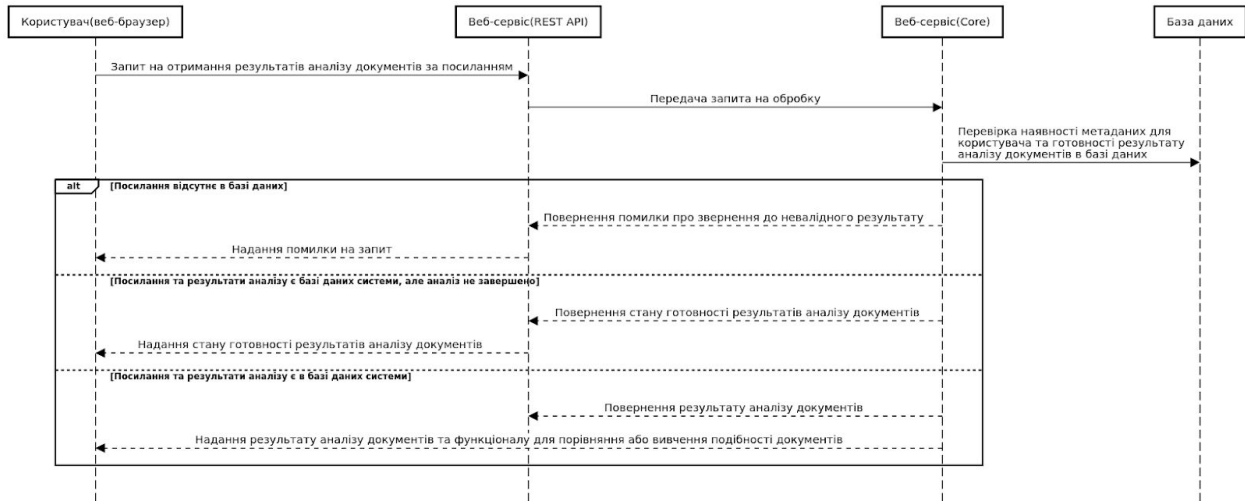 Користувач(веб-браузер)
Веб-сервіс(REST API)
Веб-сервіс(Core)
База даних
Запит на отримання результатів аналізу документів за посиланням
Передача запита на обробку
Перевірка наявності метаданих для
користувача та готовності результату
аналізу документів в базі даних
alt
[Посилання відсутнє в базі даних]
Повернення помилки про звернення до невалідного результату
Надання помилки на запит
[Посилання та результати аналізу є базі даних системи, але аналіз не завершено]
Повернення стану готовності результатів аналізу документів
Надання стану готовності результатів аналізу документів
[Посилання та результати аналізу є в базі даних системи]
Повернення результату аналізу документів
Надання результату аналізу документів та функціоналу для порівняння або вивчення подібності документів